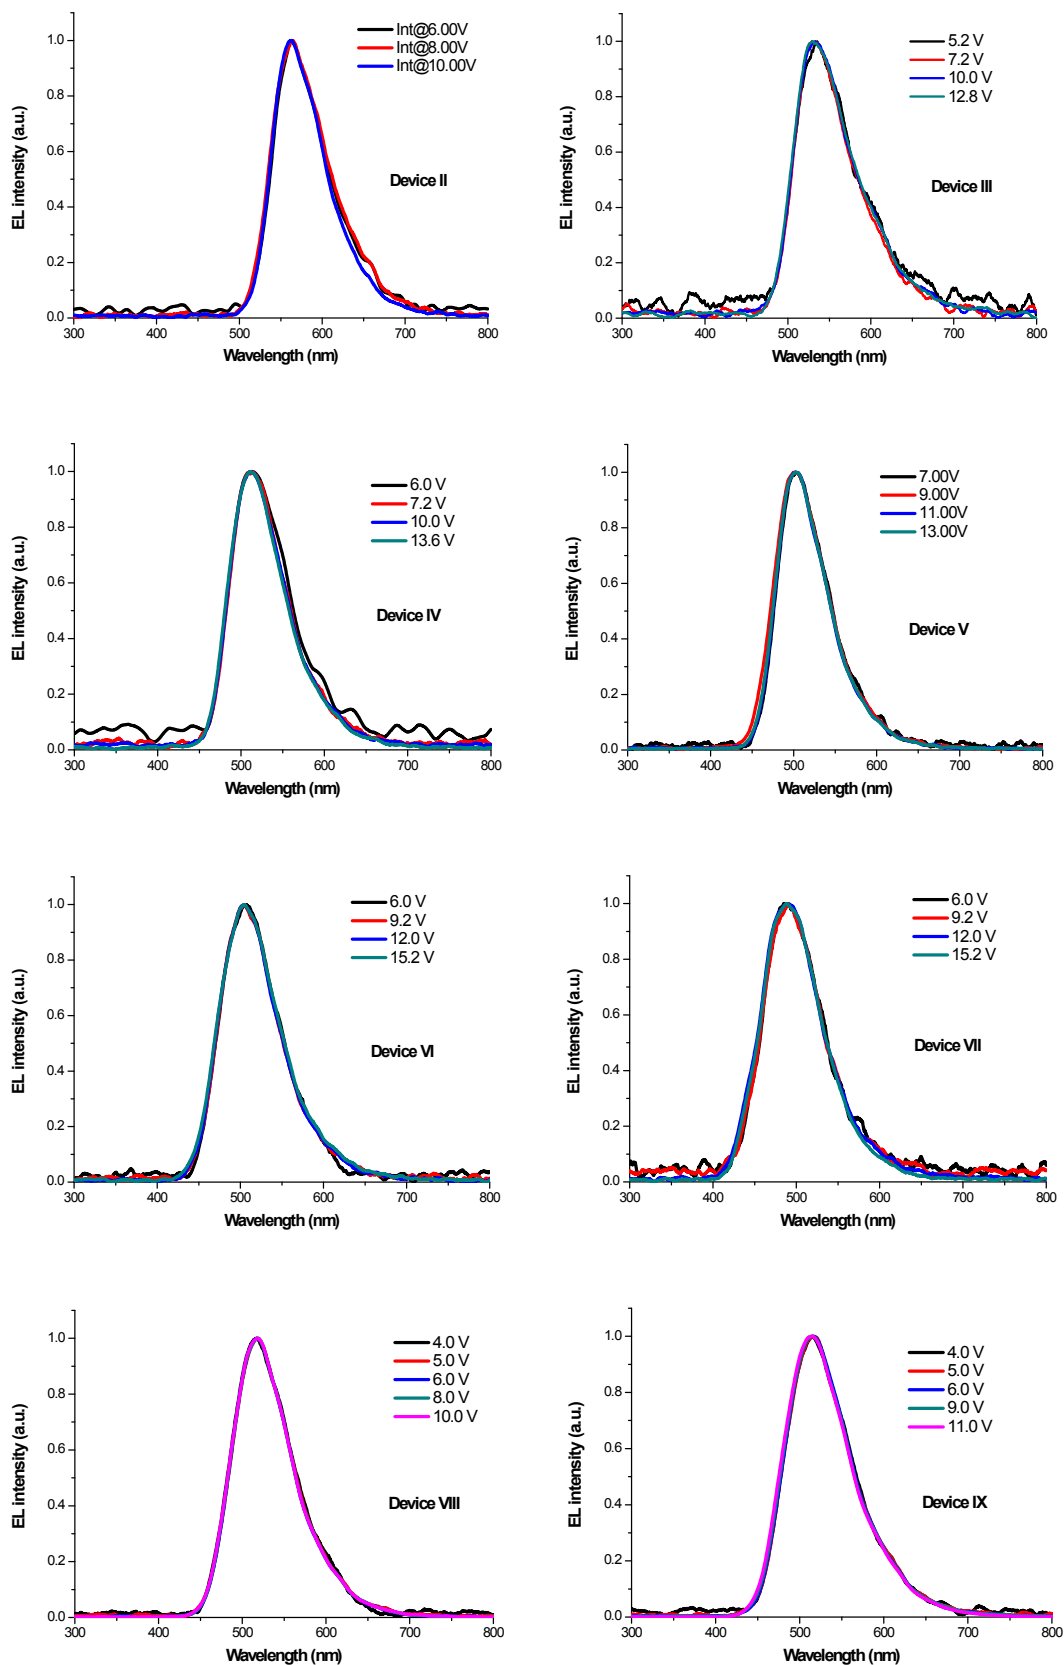 Int@6.00V
Int@8.00V
Int@10.00V
Device II
EL intensity (a.u.)
1.0
0.8
0.6
0.4
0.2
0.0
300 400 500 600 700 800
Wavelength (nm)
5.2 V
7.2 V
10.0 V
12.8 V
Device III
EL intensity (a.u.)
1.0
0.8
0.6
0.4
0.2
0.0
300 400 500 600 700 800
Wavelength (nm)
6.0 V
7.2 V
10.0 V
13.6 V
Device IV
EL intensity (a.u.)
1.0
0.8
0.6
0.4
0.2
0.0
300 400 500 600 700 800
Wavelength (nm)
7.00V
9.00V
11.00V
13.00V
Device V
EL intensity (a.u.)
1.0
0.8
0.6
0.4
0.2
0.0
300 400 500 600 700 800
Wavelength (nm)
6.0 V
9.2 V
12.0 V
15.2 V
Device VI
EL intensity (a.u.)
1.0
0.8
0.6
0.4
0.2
0.0
300 400 500 600 700 800
Wavelength (nm)
6.0 V
9.2 V
12.0 V
15.2 V
Device VII
EL intensity (a.u.)
1.0
0.8
0.6
0.4
0.2
0.0
300 400 500 600 700 800
Wavelength (nm)
4.0 V
5.0 V
6.0 V
8.0 V
10.0 V
Device VIII
EL intensity (a.u.)
1.0
0.8
0.6
0.4
0.2
0.0
300 400 500 600 700 800
Wavelength (nm)
4.0 V
5.0 V
6.0 V
9.0 V
11.0 V
Device IX
EL intensity (a.u.)
1.0
0.8
0.6
0.4
0.2
0.0
300 400 500 600 700 800
Wavelength (nm)